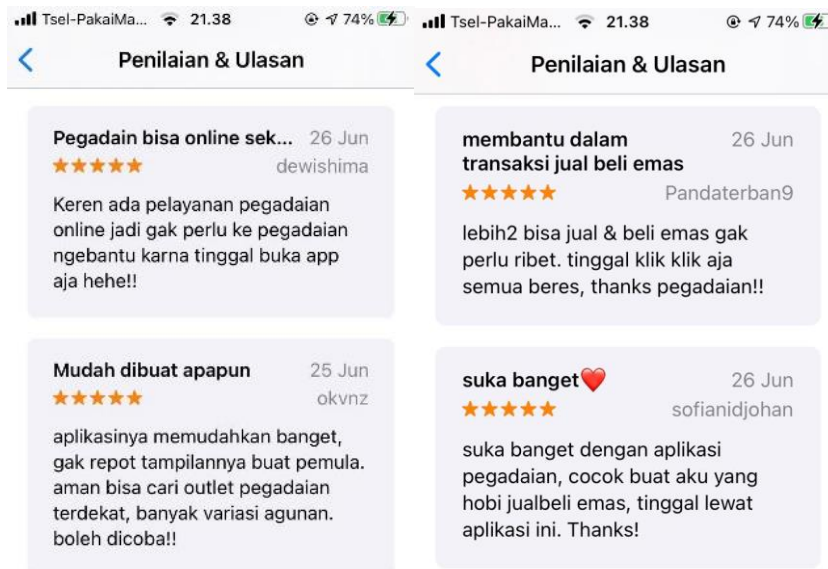 Tsel-PakaiMa... 21.38 74%
Penilaian & Ulasan
Pegadain bisa online sek... 26 Jun
dewishima
Keren ada pelayanan pegadaian
online jadi gak perlu ke pegadaian
ngebantu karna tinggal buka app
aja hehe!!
Mudah dibuat apapun 25 Jun
okvnz
aplikasinya memudahkan banget,
gak repot tampilannya buat pemula.
aman bisa cari outlet pegadaian
terdekat, banyak variasi agunan.
boleh dicoba!!
Tsel-PakaiMa... 21.38 74%
Penilaian & Ulasan
membantu dalam 26 Jun
transaksi jual beli emas
Pandaterban9
lebih2 bisa jual & beli emas gak
perlu ribet. tinggal klik klik aja
semua beres, thanks pegadaian!!
suka banget❤️ 26 Jun
sofianidjohan
suka banget dengan aplikasi
pegadaian, cocok buat aku yang
hobi jualbeli emas, tinggal lewat
aplikasi ini. Thanks!